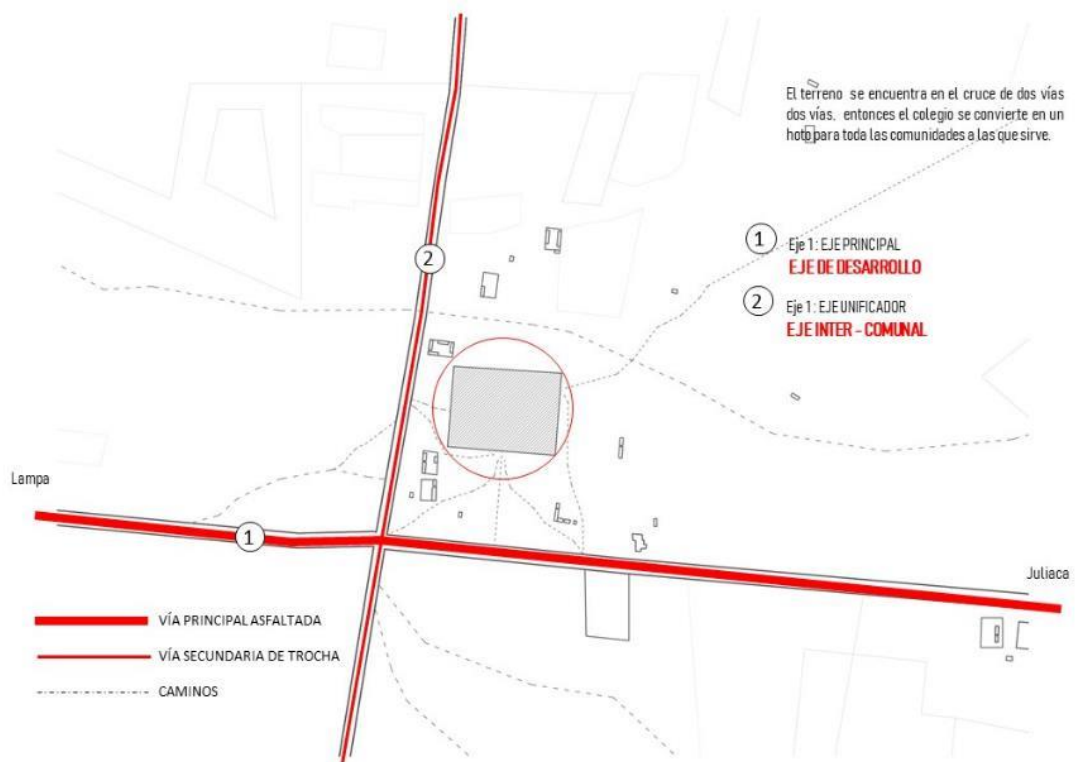 El terreno se encuentra en el cruce de dos vías
dos vías, entonces el colegio se convierte en un
hoto para toda las comunidades a las que sirve.
1 Eje 1: EJE PRINCIPAL
EJE DE DESARROLLO
2 Eje 1: EJE UNIFICADOR
EJE INTER - COMUNAL
2
Lampa
1
Juliaca
VÍA PRINCIPAL ASFALTADA
VÍA SECUNDARIA DE TROCHA
CAMINOS